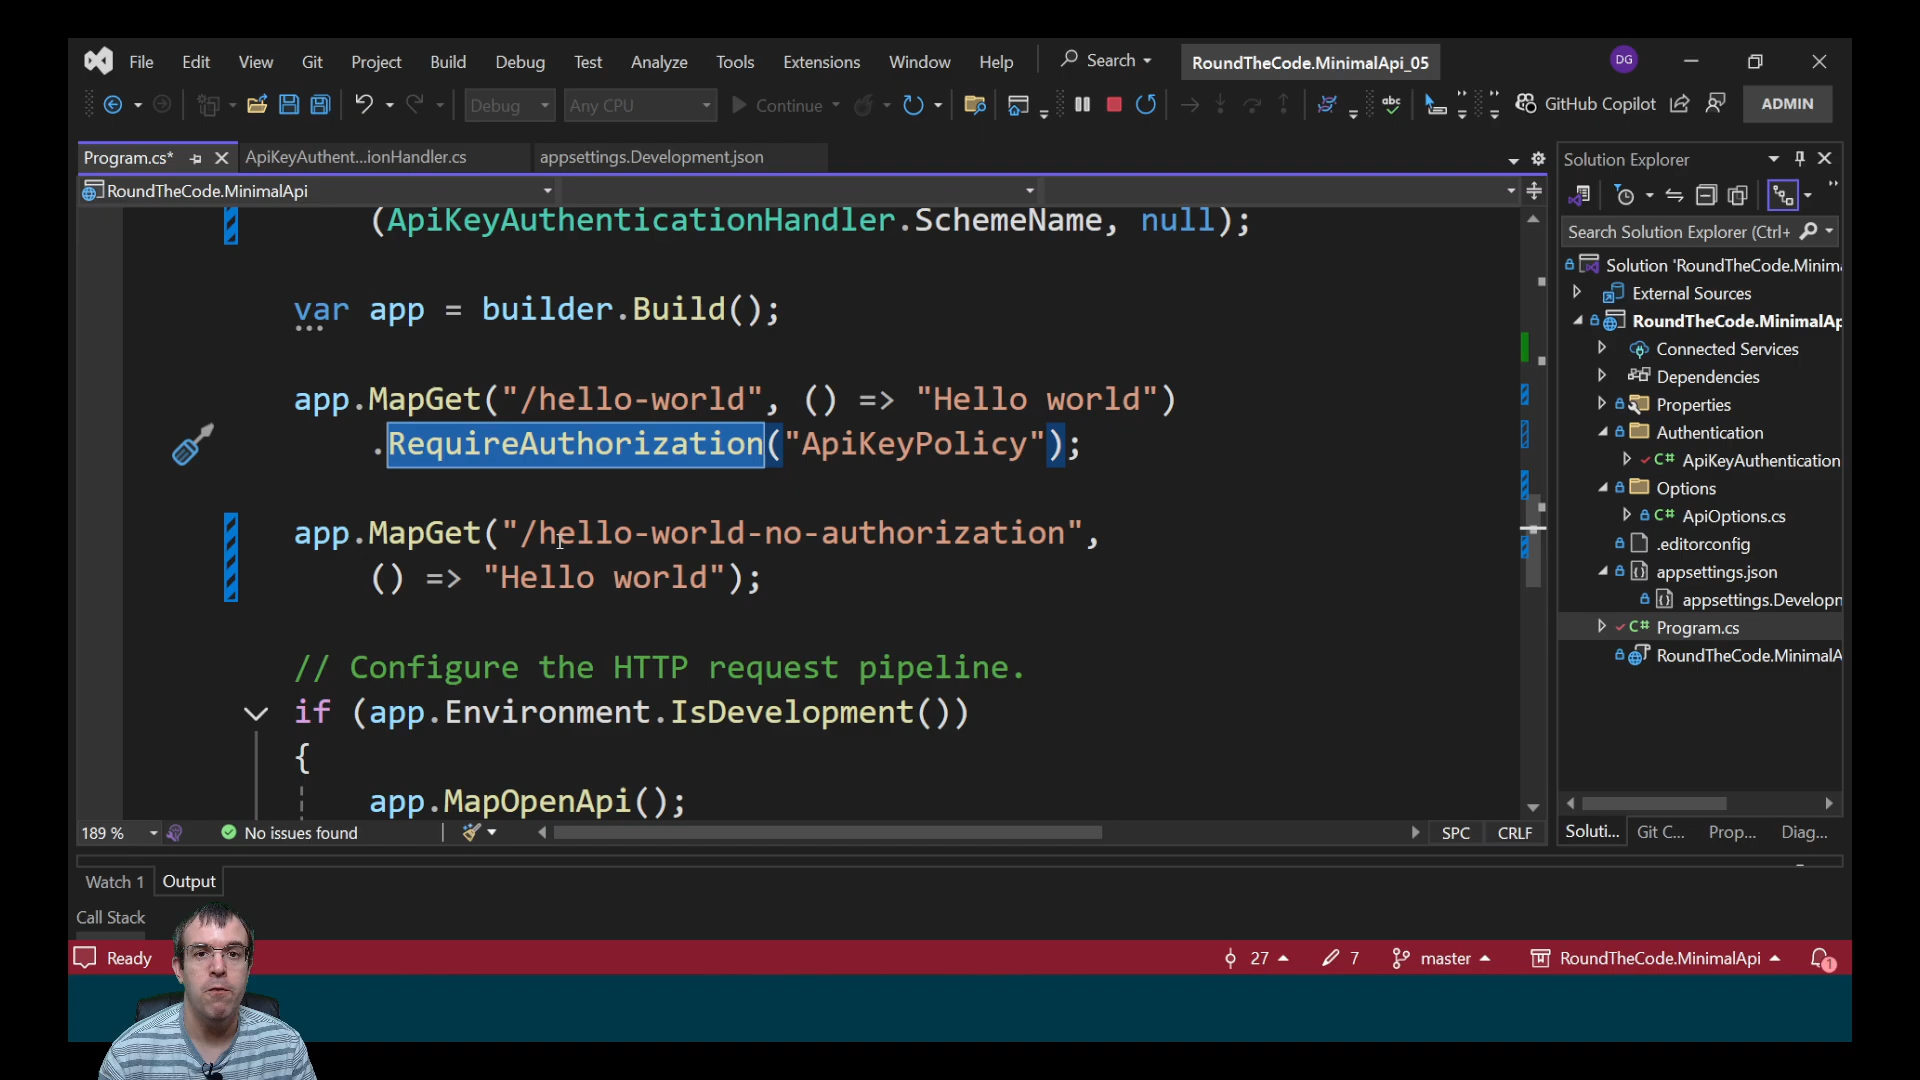 File Edit View Git Project Build Debug Test Analyze Tools Extensions Window Help Search RoundTheCode.MinimalApi_05 DG
Debug Any CPU Continue abc GitHub Copilot ADMIN
Program.cs* ApiKeyAuthent...ionHandler.cs appsettings.Development.json
RoundTheCode.MinimalApi
(ApiKeyAuthenticationHandler.SchemeName, null);
var app = builder.Build();
app.MapGet("/hello-world", () => "Hello world")
.RequireAuthorization("ApiKeyPolicy");
app.MapGet("/hello-world-no-authorization",
() => "Hello world");
// Configure the HTTP request pipeline.
if (app.Environment.IsDevelopment())
{
app.MapOpenApi();
189 % No issues found SPC CRLF
Solution Explorer
Search Solution Explorer (Ctrl+
Solution 'RoundTheCode.Minim
External Sources
RoundTheCode.MinimalAp
Connected Services
Dependencies
Properties
Authentication
C# ApiKeyAuthentication
Options
C# ApiOptions.cs
.editorconfig
appsettings.json
appsettings.Developn
C# Program.cs
RoundTheCode.MinimalA
Soluti... Git C... Prop... Diag...
Watch 1 Output
Call Stack
Ready 27 7 master RoundTheCode.MinimalApi 1